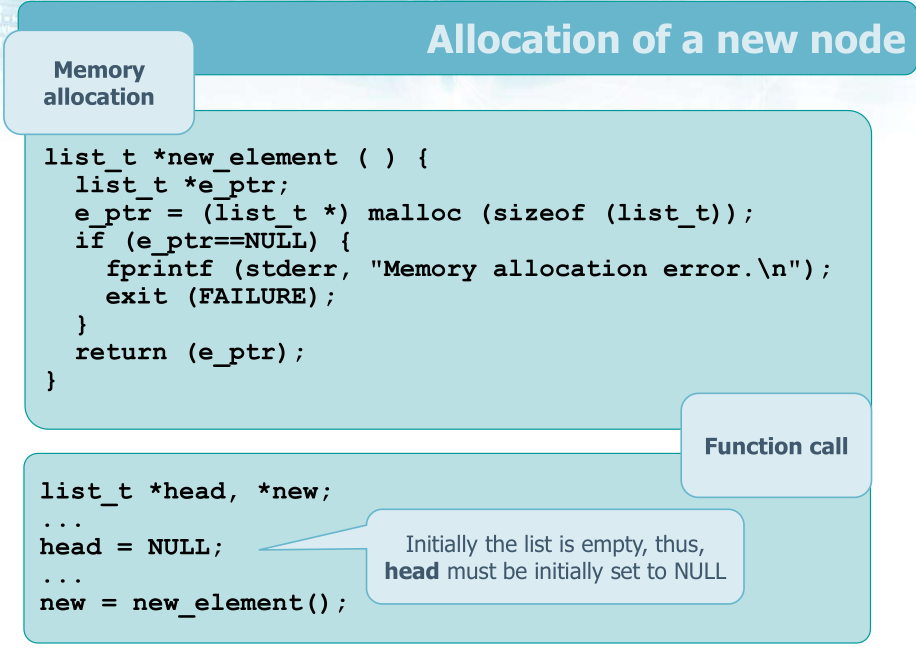 Allocation of a new node
Memory
allocation
list_t *new_element ( ) {
  list_t *e_ptr;
  e_ptr = (list_t *) malloc (sizeof (list_t));
  if (e_ptr==NULL) {
    fprintf (stderr, "Memory allocation error.\n");
    exit (FAILURE);
  }
  return (e_ptr);
}
Function call
list_t *head, *new;
...
head = NULL;
...
new = new_element();
Initially the list is empty, thus,
head must be initially set to NULL